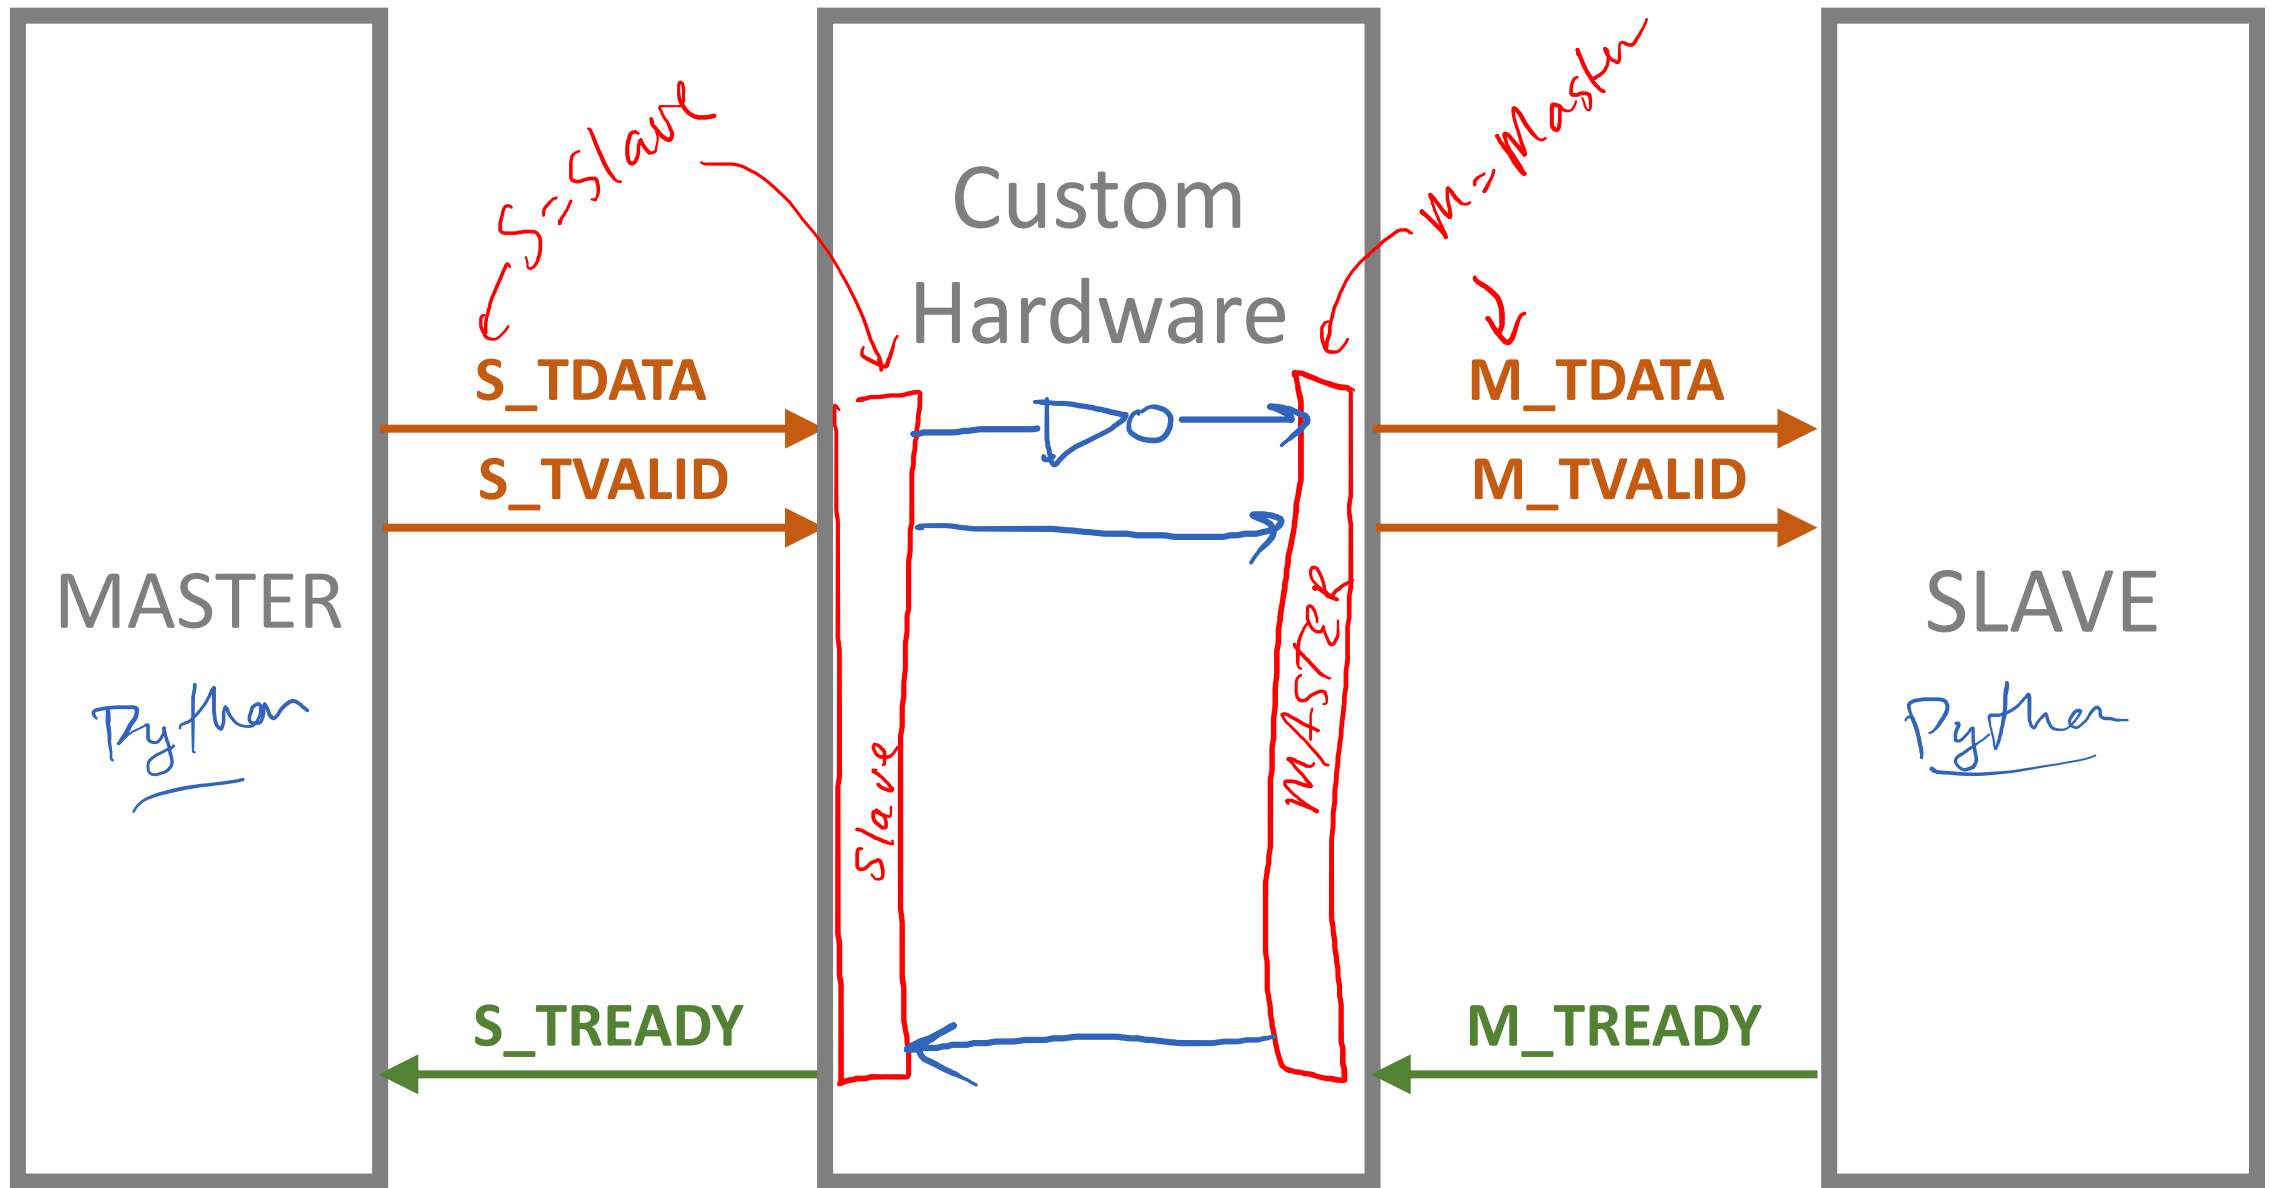 S=Slave
M=Master
Custom
Hardware
S_TDATA
M_TDATA
S_TVALID
M_TVALID
MASTER
SLAVE
Python
Python
Slave
MASTER
S_TREADY
M_TREADY